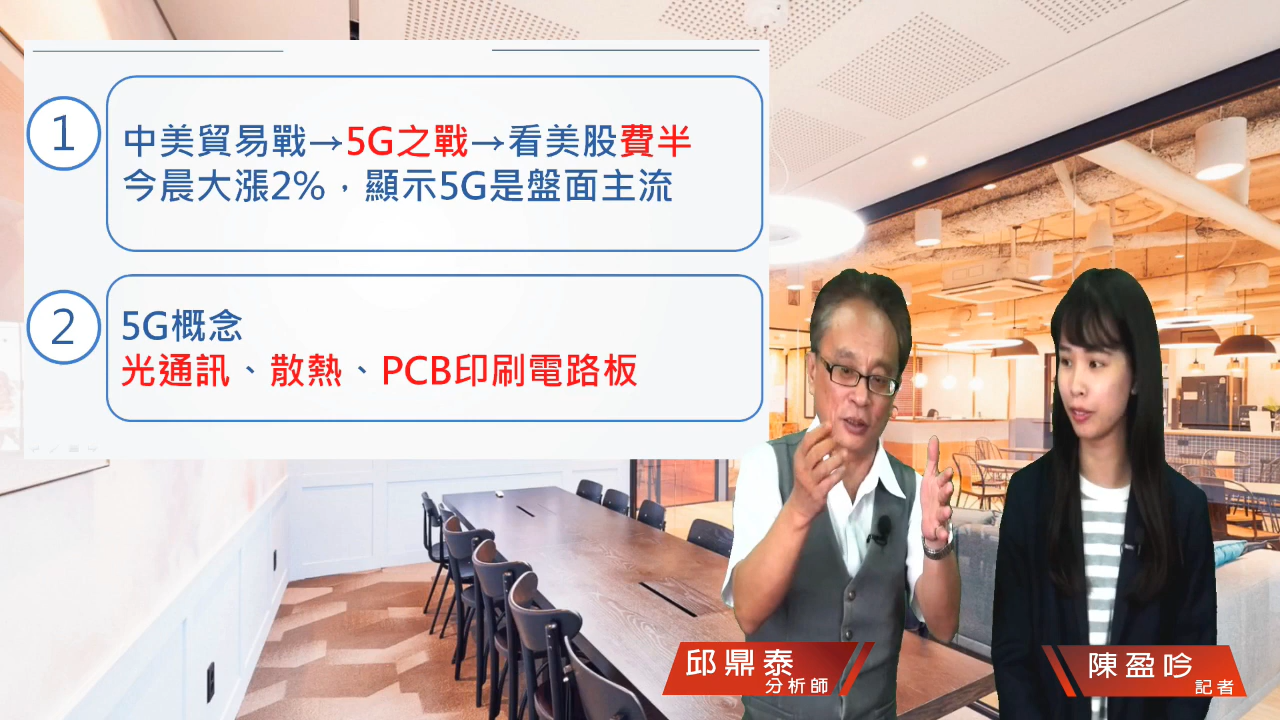 1
中美貿易戰→5G之戰→看美股費半
今晨大漲2%，顯示5G是盤面主流
2
5G概念
光通訊、散熱、PCB印刷電路板
邱鼎泰
分析師
陳盈吟
記者